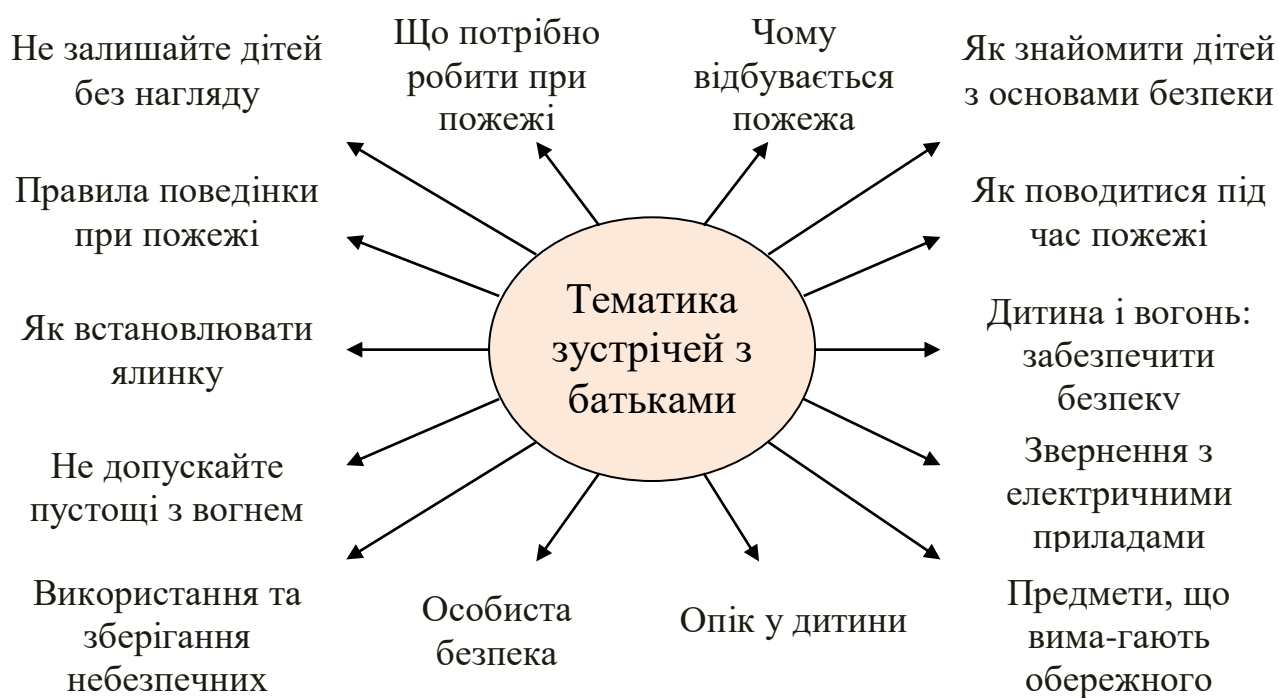 Не залишайте дітей
без нагляду
Що потрібно
робити при
пожежі
Чому
відбувається
пожежа
Як знайомити дітей
з основами безпеки
Правила поведінки
при пожежі
Як поводитися під
час пожежі
Як встановлювати
ялинку
Тематика
зустрічей з
батьками
Дитина і вогонь:
забезпечити
безпеку
Не допускайте
пустощі з вогнем
Звернення з
електричними
приладами
Використання та
зберігання
небезпечних
Особиста
безпека
Опік у дитини
Предмети, що
вима-гають
обережного